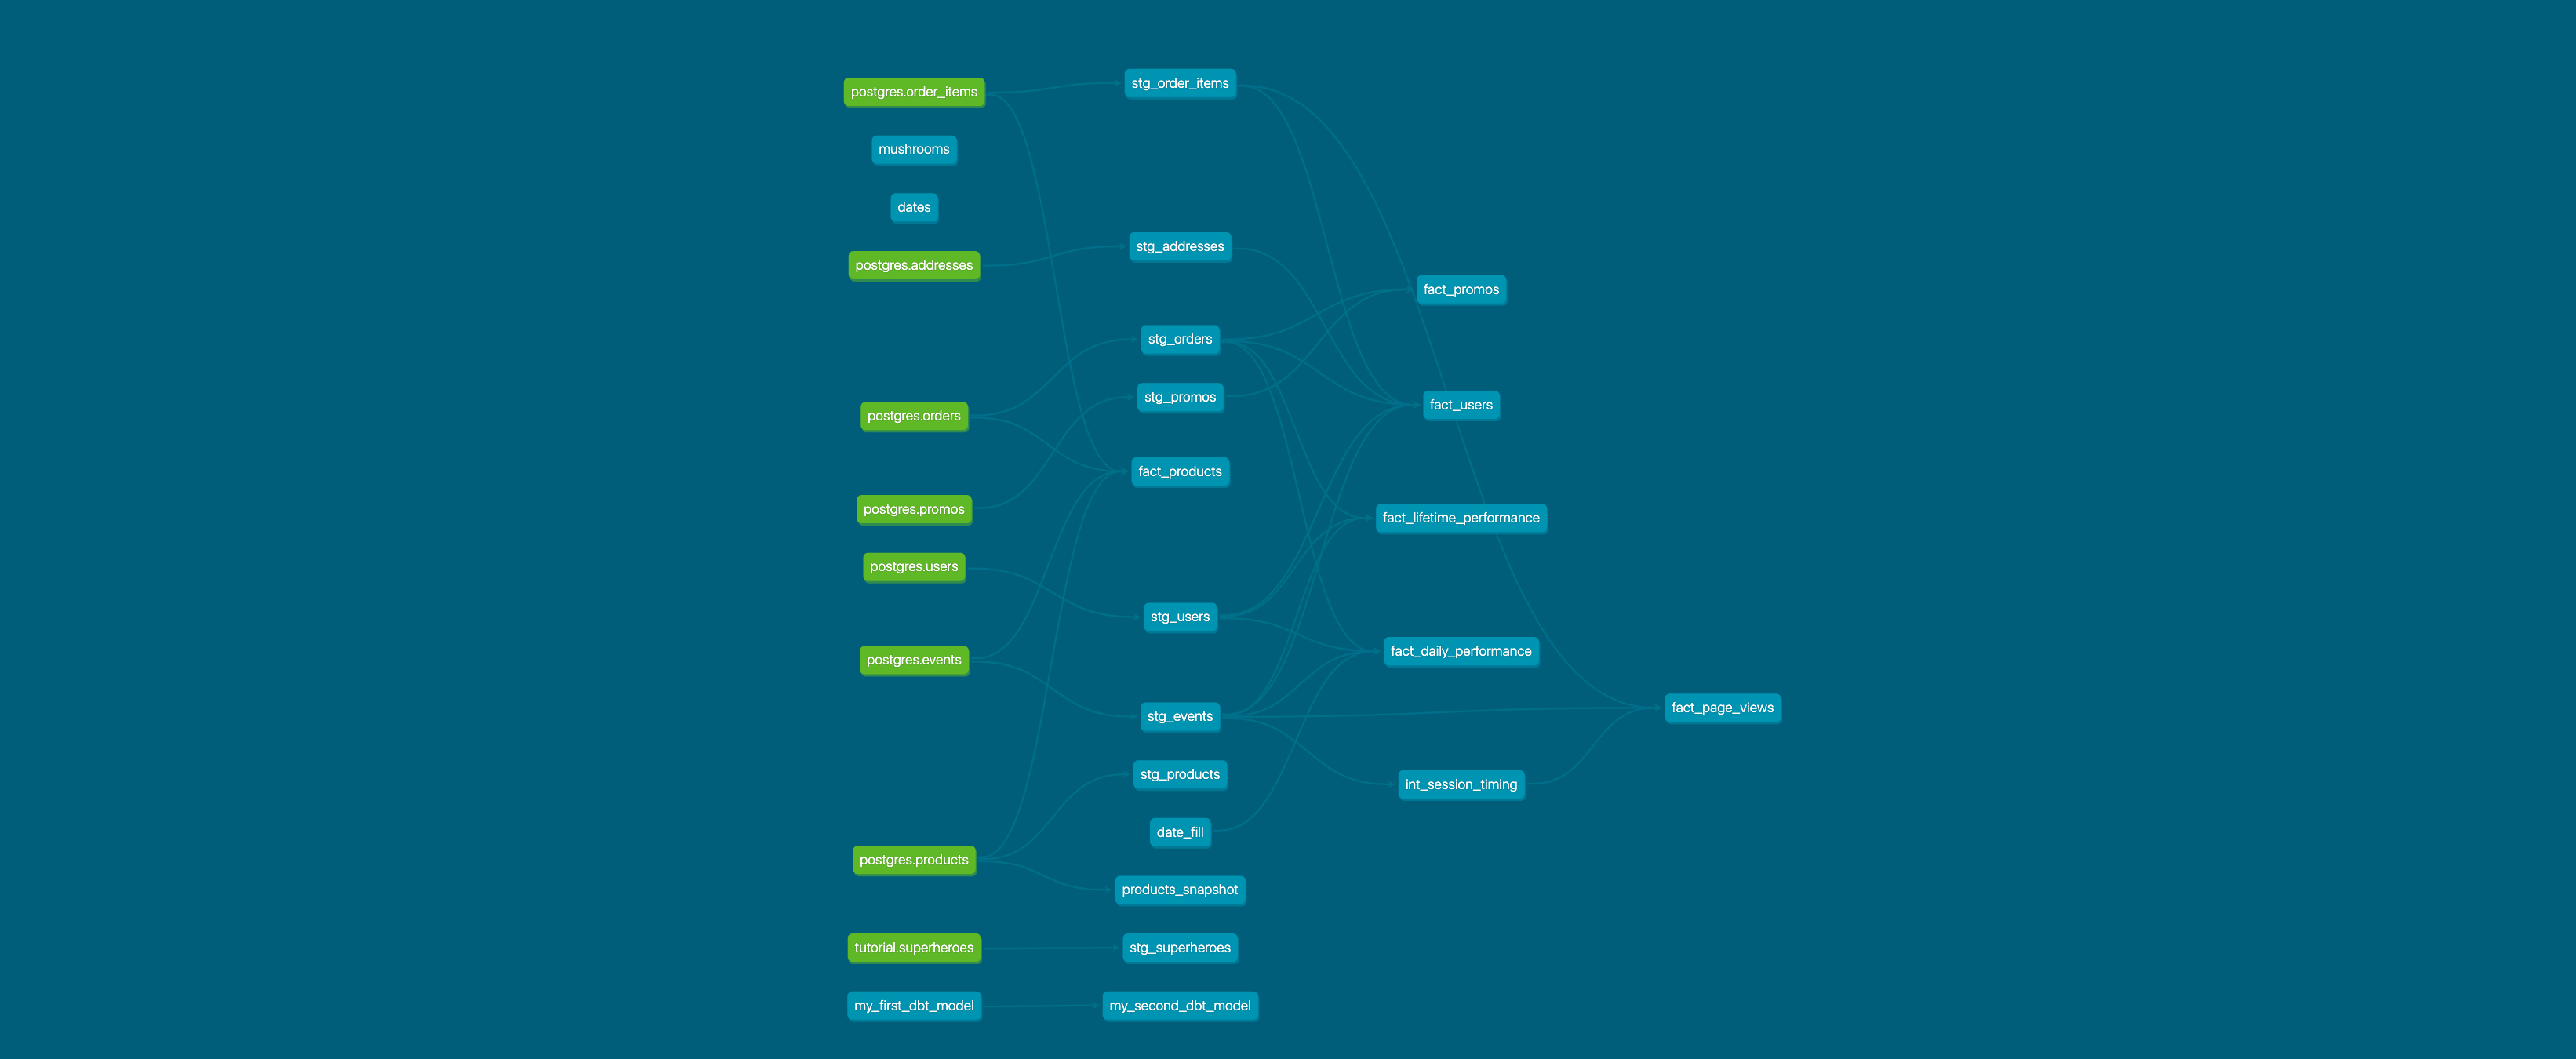 postgres.order_items
mushrooms
dates
postgres.addresses
postgres.orders
postgres.promos
postgres.users
postgres.events
postgres.products
tutorial.superheroes
my_first_dbt_model
stg_order_items
stg_addresses
stg_orders
stg_promos
fact_products
stg_users
stg_events
stg_products
date_fill
products_snapshot
stg_superheroes
my_second_dbt_model
fact_promos
fact_users
fact_lifetime_performance
fact_daily_performance
int_session_timing
fact_page_views